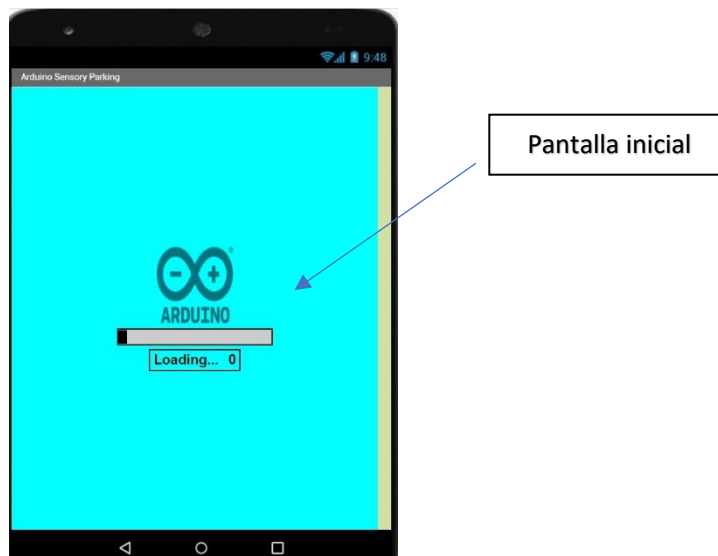 9:48
Arduino Sensory Parking
Pantalla inicial
ARDUINO
Loading... 0